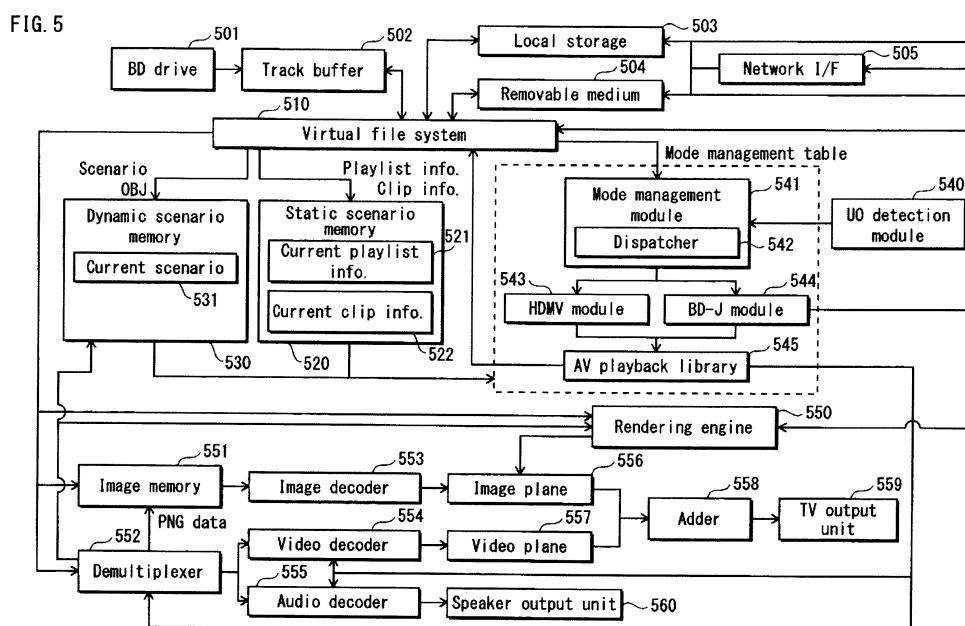 FIG. 5
501
BD drive
502
Track buffer
503
Local storage
504
Removable medium
505
Network I/F
510
Virtual file system
Scenario
OBJ
Playlist info.
Clip info.
Mode management table
Dynamic scenario
memory
Current scenario
531
530
Static scenario
memory
521
Current playlist
info.
Current clip info.
522
520
541
Mode management
module
Dispatcher
542
540
UO detection
module
543
HDMV module
544
BD-J module
545
AV playback library
550
Rendering engine
551
Image memory
553
Image decoder
556
Image plane
PNG data
552
Demultiplexer
554
Video decoder
557
Video plane
558
Adder
559
TV output
unit
555
Audio decoder
Speaker output unit
560